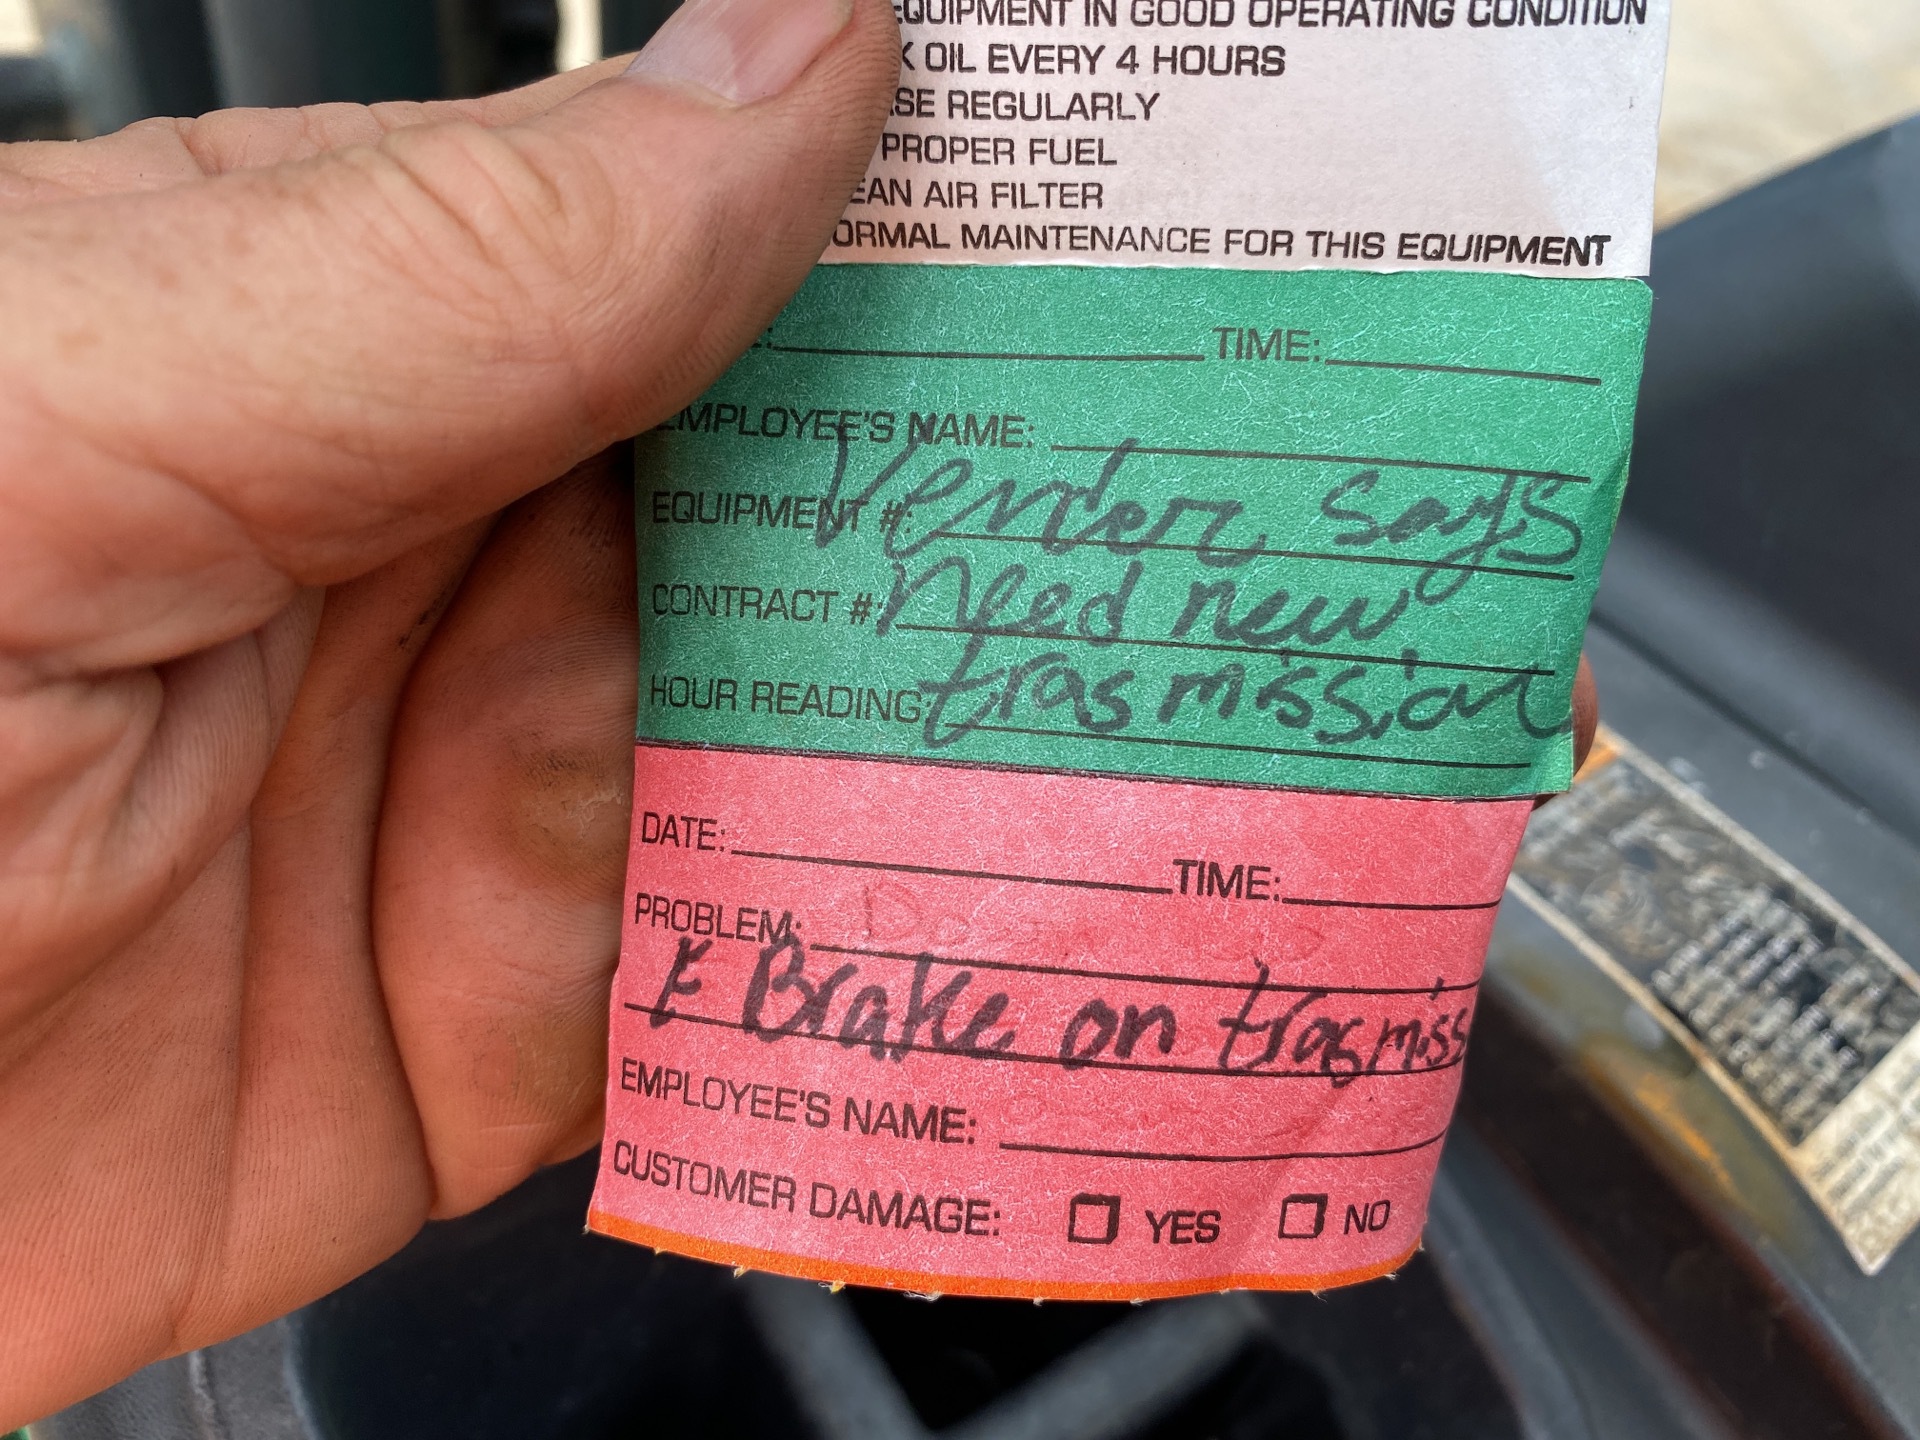 EQUIPMENT IN GOOD OPERATING CONDITION
K OIL EVERY 4 HOURS
ASE REGULARLY
PROPER FUEL
EAN AIR FILTER
ORMAL MAINTENANCE FOR THIS EQUIPMENT
E: TIME:
EMPLOYEE'S NAME:
EQUIPMENT #: Vender says
CONTRACT #: Need new
HOUR READING: trasmission
DATE: TIME:
PROBLEM:
E Brake on trasmiss
EMPLOYEE'S NAME:
CUSTOMER DAMAGE: YES NO